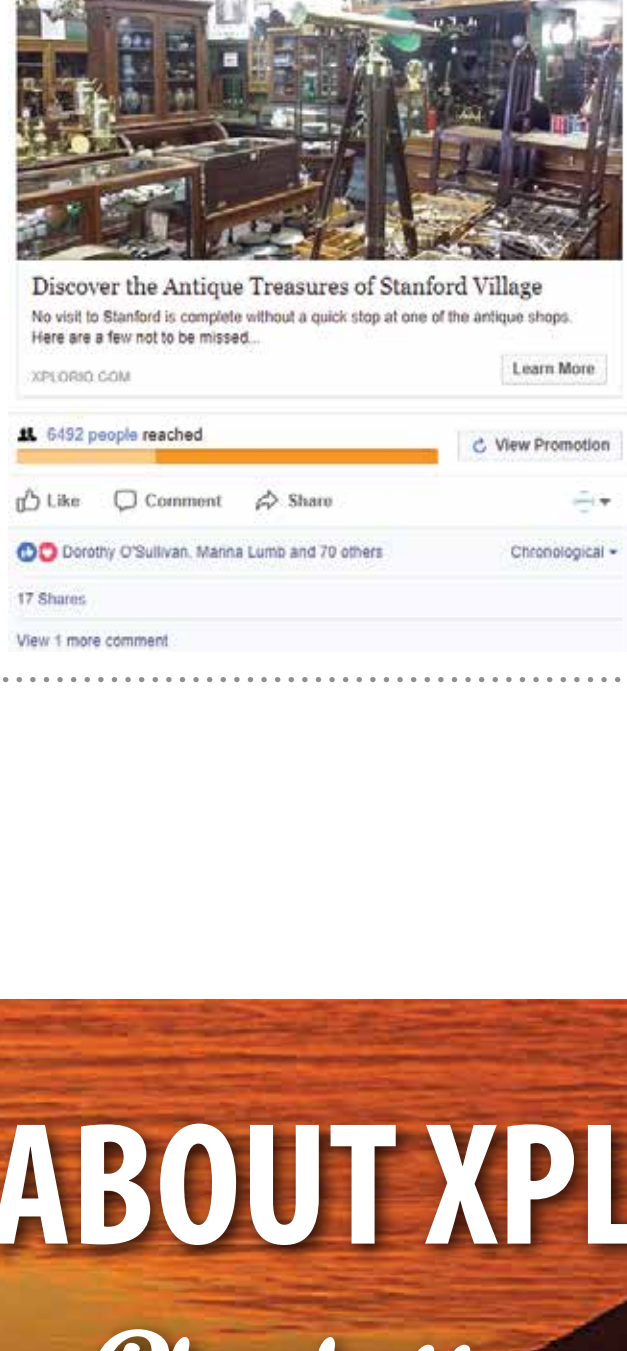 Discover the Antique Treasures of Stanford Village
No visit to Stanford is complete without a quick stop at one of the antique shops.
Here are a few not to be missed...
XPLORIO.COM
Learn More
6492 people reached
View Promotion
Like Comment Share
Dorothy O'Sullivan, Marina Lumb and 70 others
Chronological
17 Shares
View 1 more comment
ABOUT XPL